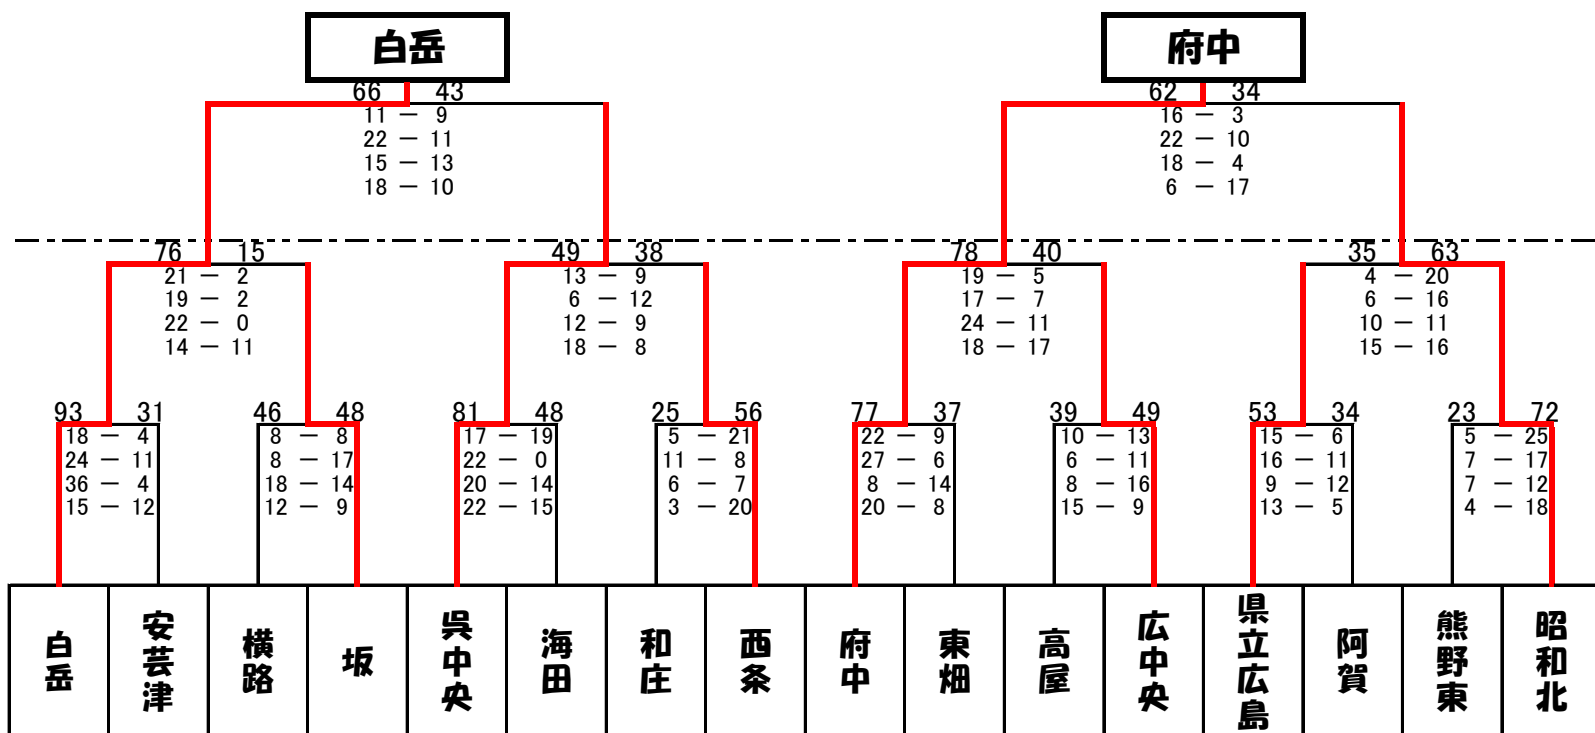 白岳 府中
66 43 62 34
11 － 9 16 － 3
22 － 11 22 － 10
15 － 13 18 － 4
18 － 10 6 － 17
76 15 49 38 78 40 35 63
21 － 2 13 － 9 19 － 5 4 － 20
19 － 2 6 － 12 17 － 7 6 － 16
22 － 0 12 － 9 24 － 11 10 － 11
14 － 11 18 － 8 18 － 17 15 － 16
93 31 46 48 81 48 25 56 77 37 39 49 53 34 23 72
18 － 4 8 － 8 17 － 19 5 － 21 22 － 9 10 － 13 15 － 6 5 － 25
24 － 11 8 － 17 22 － 0 11 － 8 27 － 6 6 － 11 16 － 11 7 － 17
36 － 4 18 － 14 20 － 14 6 － 7 8 － 14 8 － 16 9 － 12 7 － 12
15 － 12 12 － 9 22 － 15 3 － 20 20 － 8 15 － 9 13 － 5 4 － 18
白岳
安芸津
横路
坂
呉中央
海田
和庄
西条
府中
東畑
高屋
広中央
県立広島
阿賀
熊野東
昭和北